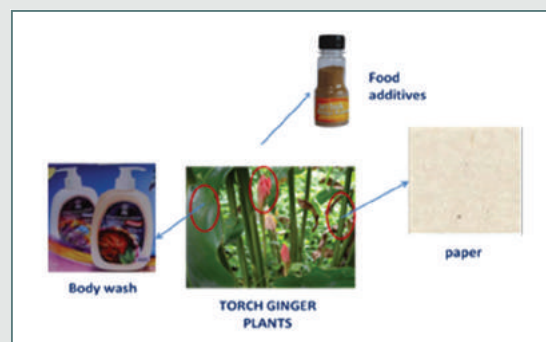 Food
additives
paper
Body wash
TORCH GINGER
PLANTS